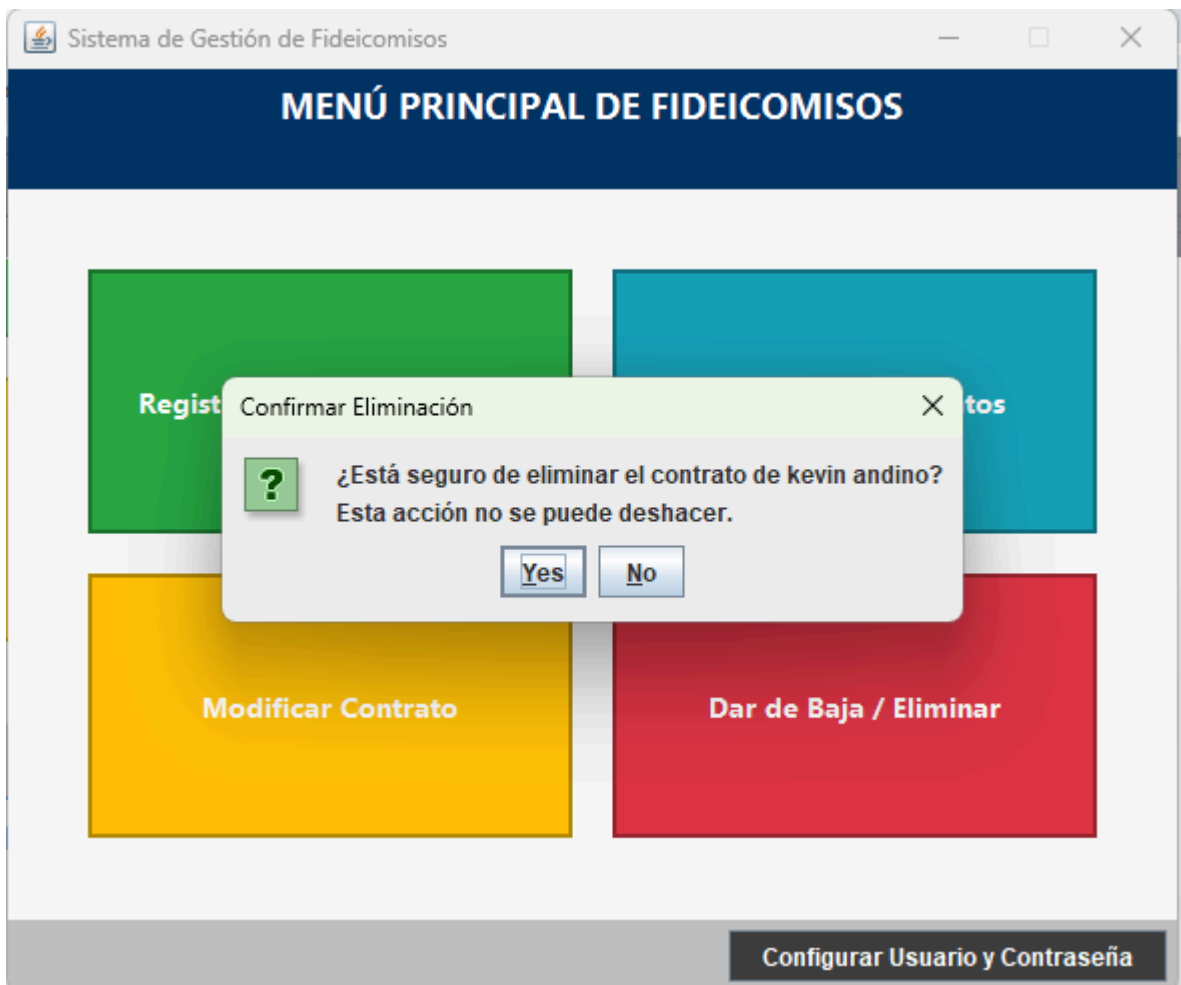 Sistema de Gestión de Fideicomisos
MENÚ PRINCIPAL DE FIDEICOMISOS
Confirmar Eliminación
¿Está seguro de eliminar el contrato de kevin andino?
Esta acción no se puede deshacer.
Yes No
Modificar Contrato
Dar de Baja / Eliminar
Configurar Usuario y Contraseña